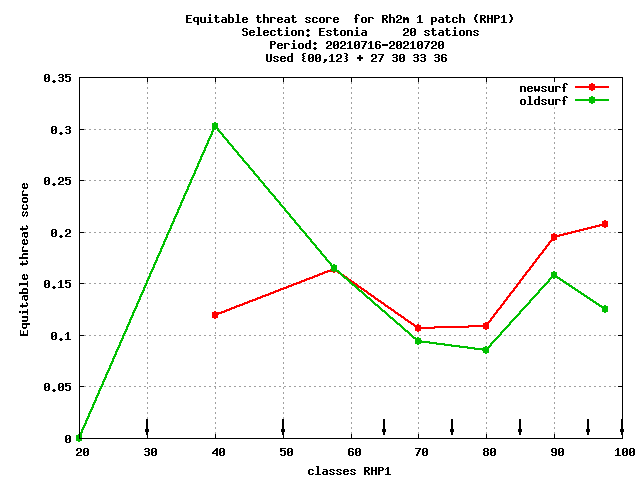 Equitable threat score  for Rh2m 1 patch (RHP1)
Selection: Estonia     20 stations
Period: 20210716-20210720
Used {00,12} + 27 30 33 36
newsurf
oldsurf
0.35
0.3
0.25
0.2
0.15
0.1
0.05
0
Equitable threat score
20 30 40 50 60 70 80 90 100
classes RHP1